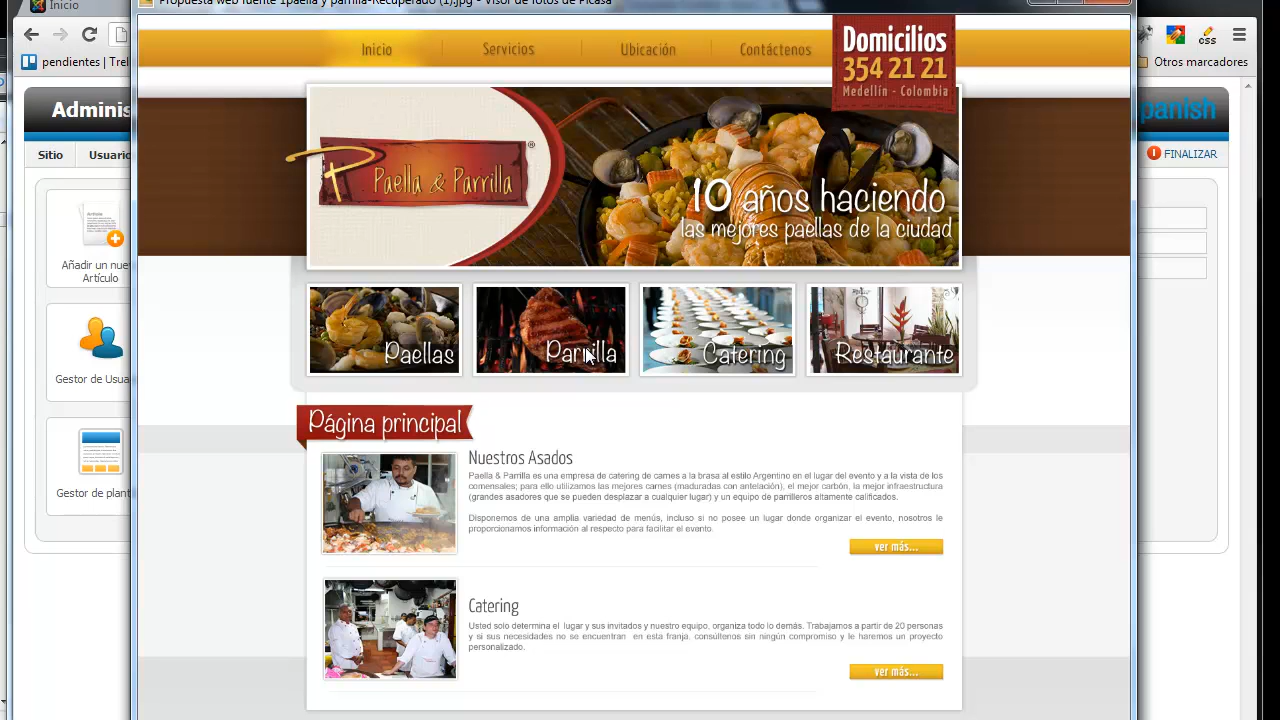 Inicio
Propuesta web fuente 1paella y parrilla-Recuperado (1).jpg - Visor de fotos de Picasa
pendientes | Trel
Otros marcadores
Inicio
Servicios
Ubicación
Contáctenos
Domicilios
354 21 21
Medellín - Colombia
Adminis
panish
Sitio
Usuario
FINALIZAR
Artículo
Añadir un nue
Artículo
Gestor de Usua
Gestor de plant
P Paella & Parrilla ®
10 años haciendo
las mejores paellas de la ciudad
Paellas
Parrilla
Catering
Restaurante
Página principal
Nuestros Asados
Paella & Parrilla es una empresa de catering de carnes a la brasa al estilo Argentino en el lugar del evento y a la vista de los
comensales; para ello utilizamos las mejores carnes (maduradas con antelación), el mejor carbón, la mejor infraestructura
(grandes asadores que se pueden desplazar a cualquier lugar) y un equipo de parrilleros altamente calificados.
Disponemos de una amplia variedad de menús, incluso si no posee un lugar donde organizar el evento, nosotros le
proporcionamos información al respecto para facilitar el evento.
ver más...
Catering
Usted solo determina el lugar y sus invitados y nuestro equipo, organiza todo lo demás. Trabajamos a partir de 20 personas
y si sus necesidades no se encuentran en esta franja, consúltenos sin ningún compromiso y le haremos un proyecto
personalizado.
ver más...